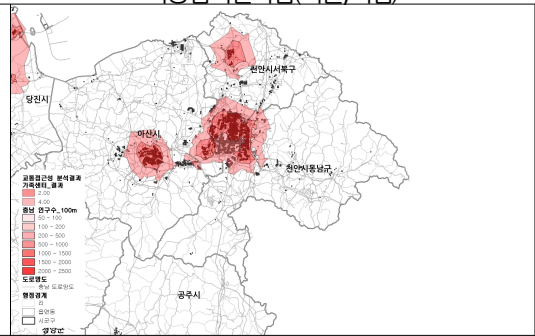 천안시서북구
당진시
아산시
천안시동남구
교통접근성 분석결과
가족센터_결과
2.00
4.00
충남 인구수_100m
50 - 100
100 - 200
200 - 500
500 - 1000
1000 - 1500
1500 - 2000
2000 - 2500
도로망도
충남 도로망도
행정경계
리
읍면동
시군구
공주시
청양군